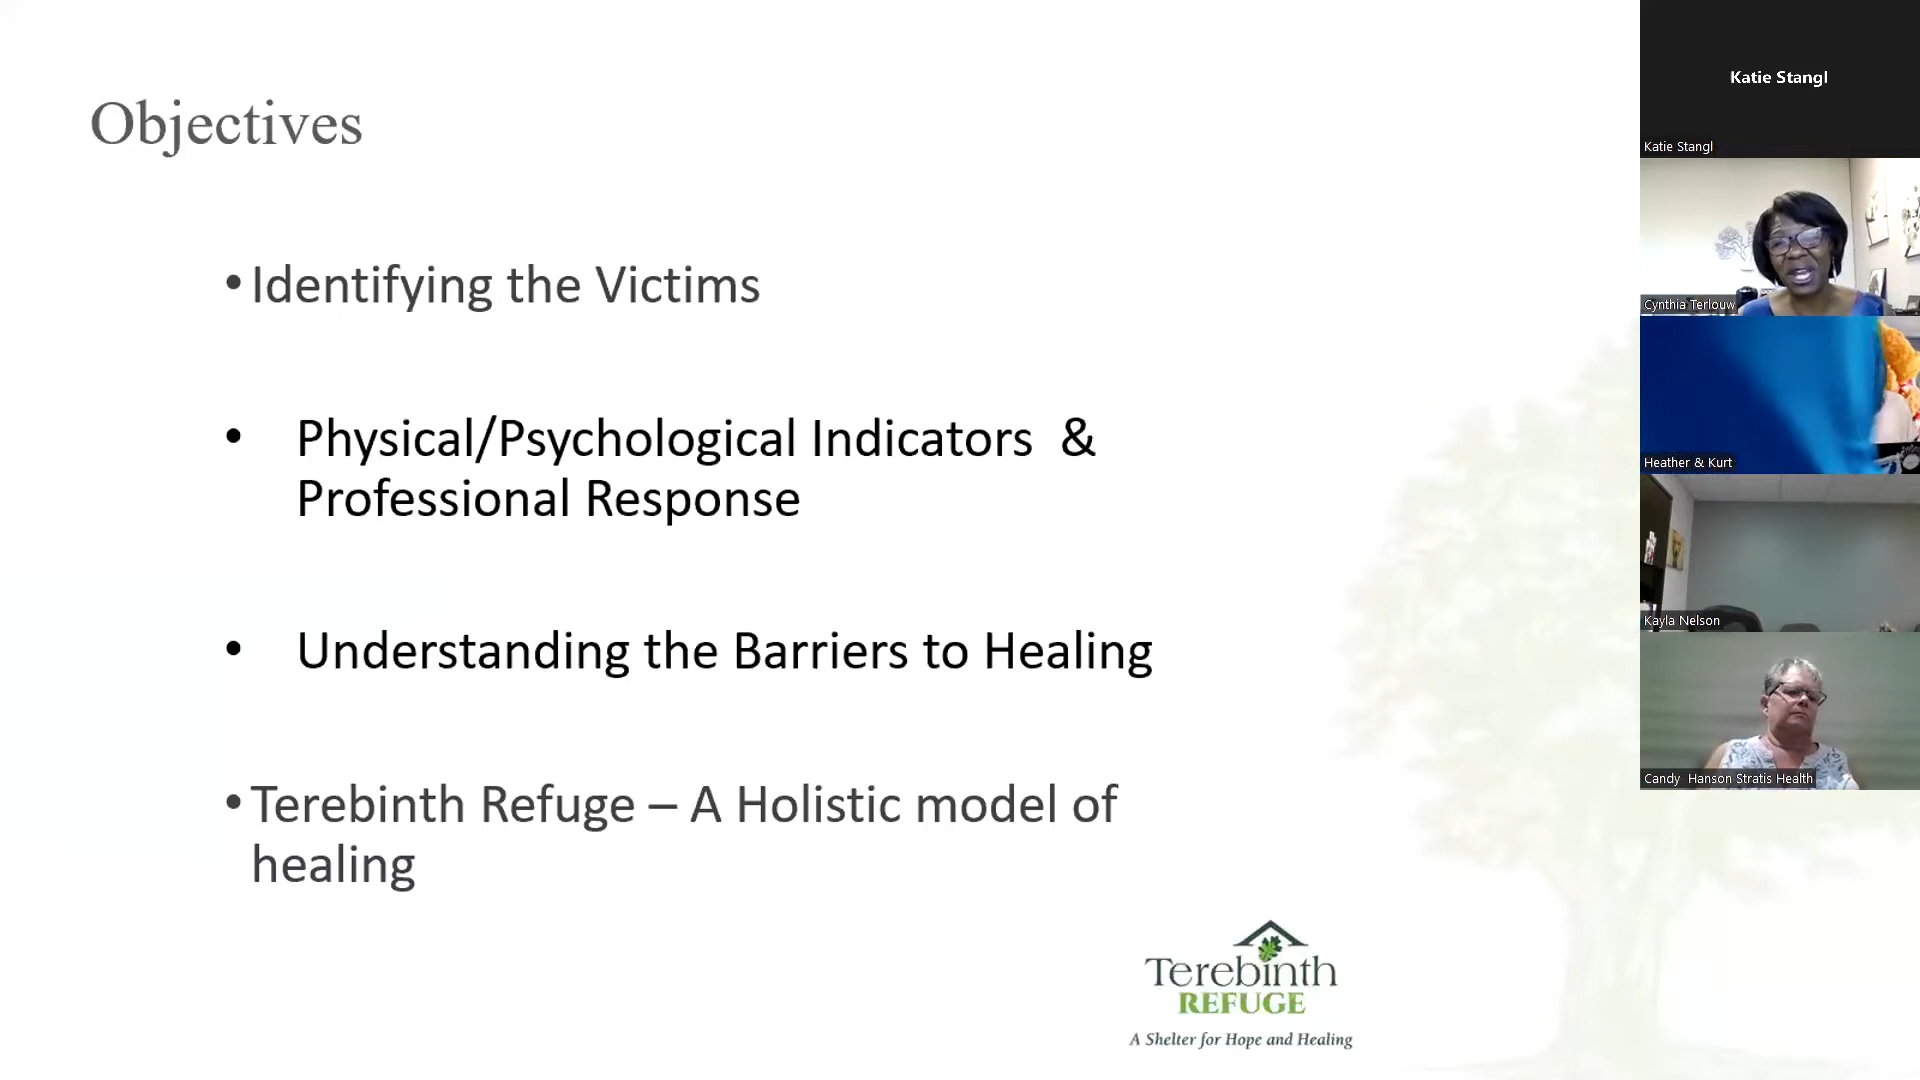 Objectives
• Identifying the Victims
• Physical/Psychological Indicators &
Professional Response
• Understanding the Barriers to Healing
• Terebinth Refuge – A Holistic model of
healing
Terebinth
REFUGE
A Shelter for Hope and Healing
Katie Stangl
Katie Stangl
Cynthia Terlouw
Heather & Kurt
Kayla Nelson
Candy Hanson Stratis Health